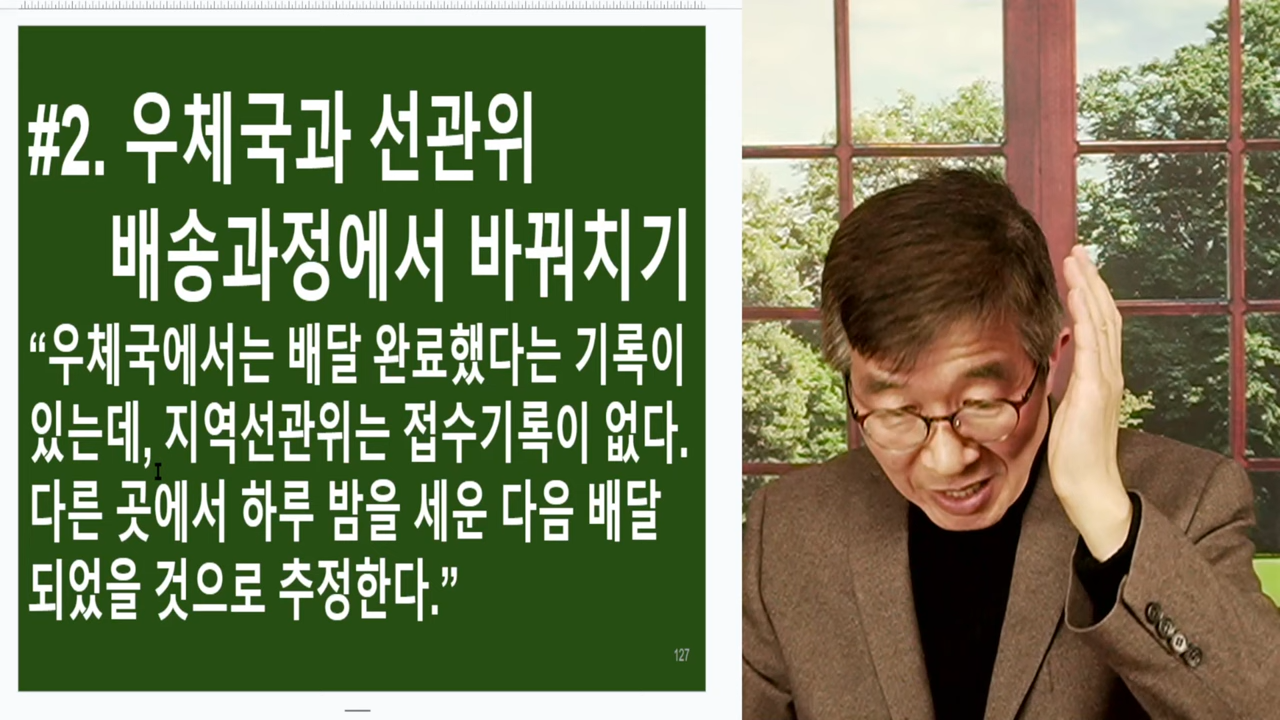 #2. 우체국과 선관위
배송과정에서 바꿔치기
“우체국에서는 배달 완료했다는 기록이
있는데, 지역선관위는 접수기록이 없다.
다른 곳에서 하루 밤을 세운 다음 배달
되었을 것으로 추정한다.”
127